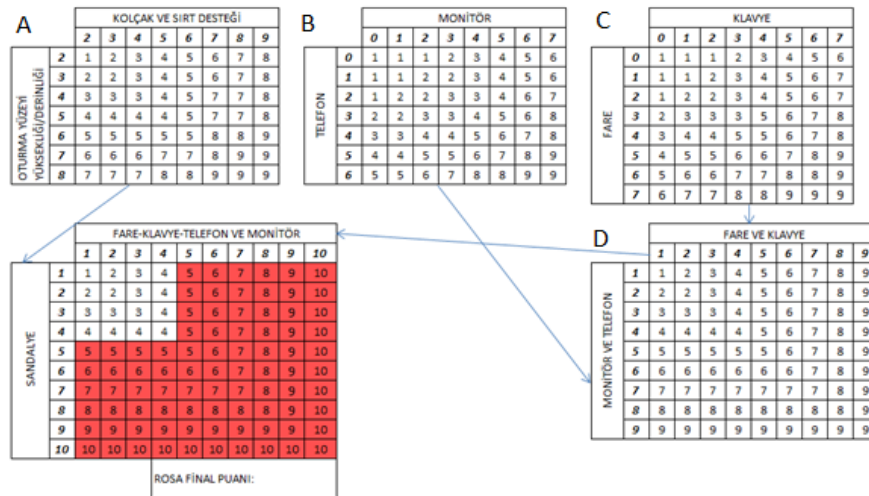 A
KOLÇAK VE SIRT DESTEĞİ
2 3 4 5 6 7 8 9
OTURMA YÜZEYİ
YÜKSEKLİĞİ/DERİNLİĞİ
2 1 2 3 4 5 6 7 8
3 2 2 3 4 5 6 7 8
4 3 3 3 4 5 7 7 8
5 4 4 4 4 5 7 7 8
6 5 5 5 5 5 8 8 9
7 6 6 6 7 7 8 9 9
8 7 7 7 8 8 9 9 9
B
MONİTÖR
0 1 2 3 4 5 6 7
TELEFON
0 1 1 1 2 3 4 5 6
1 1 1 2 2 3 4 5 6
2 1 2 2 3 3 4 6 7
3 2 2 3 3 4 5 6 8
4 3 3 4 4 5 6 7 8
5 4 4 5 5 6 7 8 9
6 5 5 6 7 8 8 9 9
C
KLAVYE
0 1 2 3 4 5 6 7
FARE
0 1 1 1 2 3 4 5 6
1 1 1 2 3 4 5 6 7
2 1 2 2 3 4 5 6 7
3 2 3 3 3 5 6 7 8
4 3 4 4 5 5 6 7 8
5 4 5 5 6 6 7 8 9
6 5 6 6 7 7 8 8 9
7 6 7 7 8 8 9 9 9
FARE-KLAVYE-TELEFON VE MONİTÖR
1 2 3 4 5 6 7 8 9 10
SANDALYE
1 1 2 3 4 5 6 7 8 9 10
2 2 2 3 4 5 6 7 8 9 10
3 3 3 3 4 5 6 7 8 9 10
4 4 4 4 4 5 6 7 8 9 10
5 5 5 5 5 5 6 7 8 9 10
6 6 6 6 6 6 6 7 8 9 10
7 7 7 7 7 7 7 7 8 9 10
8 8 8 8 8 8 8 8 8 9 10
9 9 9 9 9 9 9 9 9 9 10
10 10 10 10 10 10 10 10 10 10 10
ROSA FİNAL PUANI:
D
FARE VE KLAVYE
1 2 3 4 5 6 7 8 9
MONİTÖR VE TELEFON
1 1 2 3 4 5 6 7 8 9
2 2 2 3 4 5 6 7 8 9
3 3 3 3 4 5 6 7 8 9
4 4 4 4 4 5 6 7 8 9
5 5 5 5 5 5 6 7 8 9
6 6 6 6 6 6 6 7 8 9
7 7 7 7 7 7 7 7 8 9
8 8 8 8 8 8 8 8 8 9
9 9 9 9 9 9 9 9 9 9